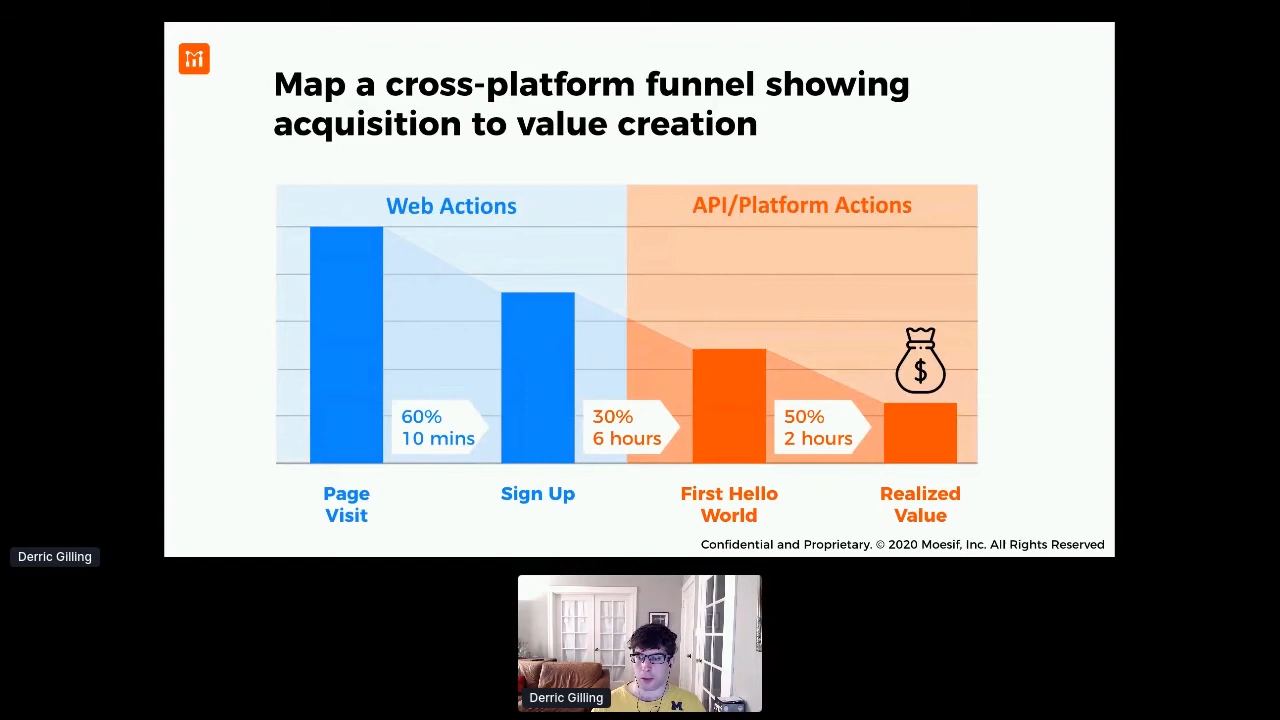 Map a cross-platform funnel showing
acquisition to value creation
Web Actions
API/Platform Actions
$
60%
10 mins
30%
6 hours
50%
2 hours
Page
Visit
Sign Up
First Hello
World
Realized
Value
Confidential and Proprietary. © 2020 Moesif, Inc. All Rights Reserved
Derric Gilling
Derric Gilling
M